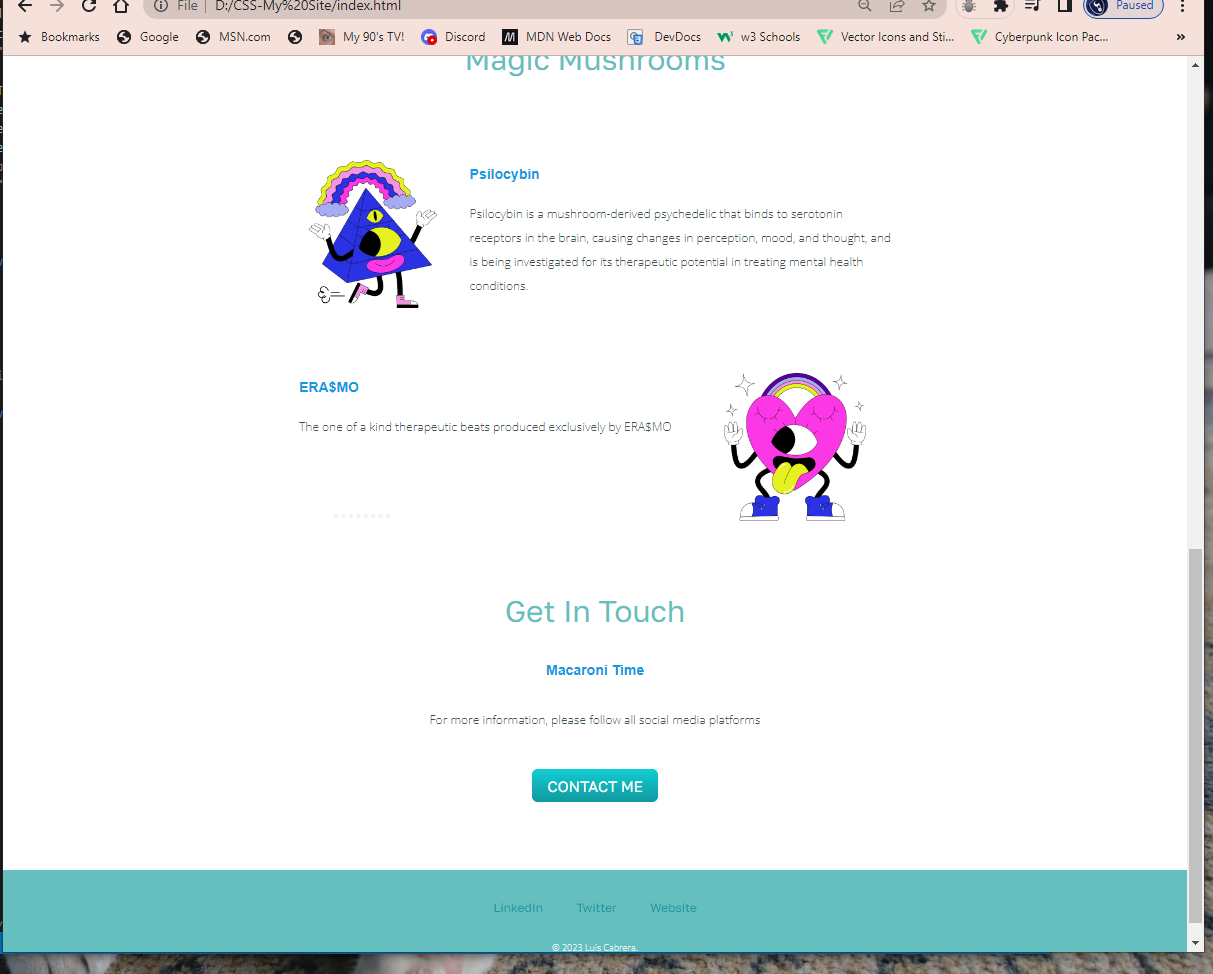 File | D:/CSS-My%20Site/index.html
Paused
Bookmarks Google MSN.com My 90's TV! Discord MDN Web Docs DevDocs w3 Schools Vector Icons and Sti... Cyberpunk Icon Pac... »
Magic Mushrooms
Psilocybin
Psilocybin is a mushroom-derived psychedelic that binds to serotonin
receptors in the brain, causing changes in perception, mood, and thought, and
is being investigated for its therapeutic potential in treating mental health
conditions.
ERA$MO
The one of a kind therapeutic beats produced exclusively by ERA$MO
Get In Touch
Macaroni Time
For more information, please follow all social media platforms
CONTACT ME
LinkedIn Twitter Website
© 2023 Luis Cabrera.